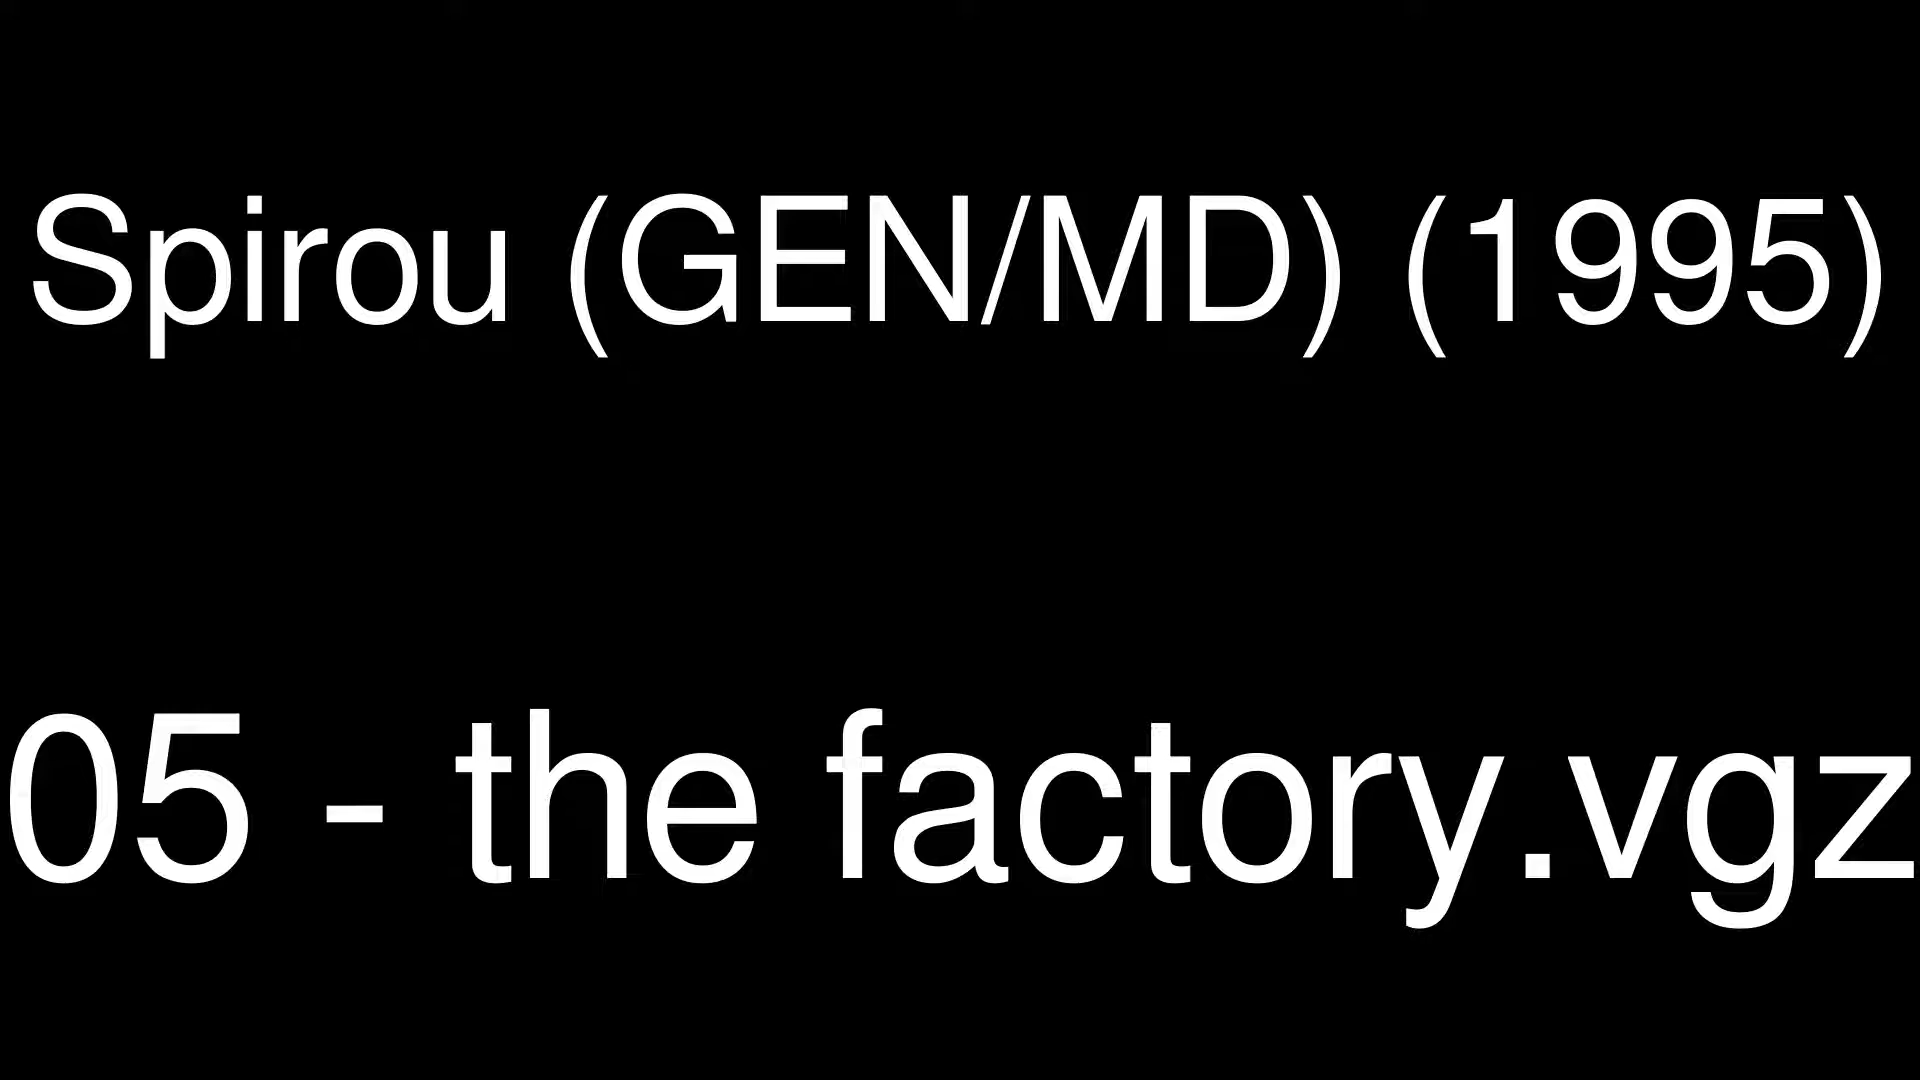 Spirou (GEN/MD) (1995)
05 - the factory.vgz